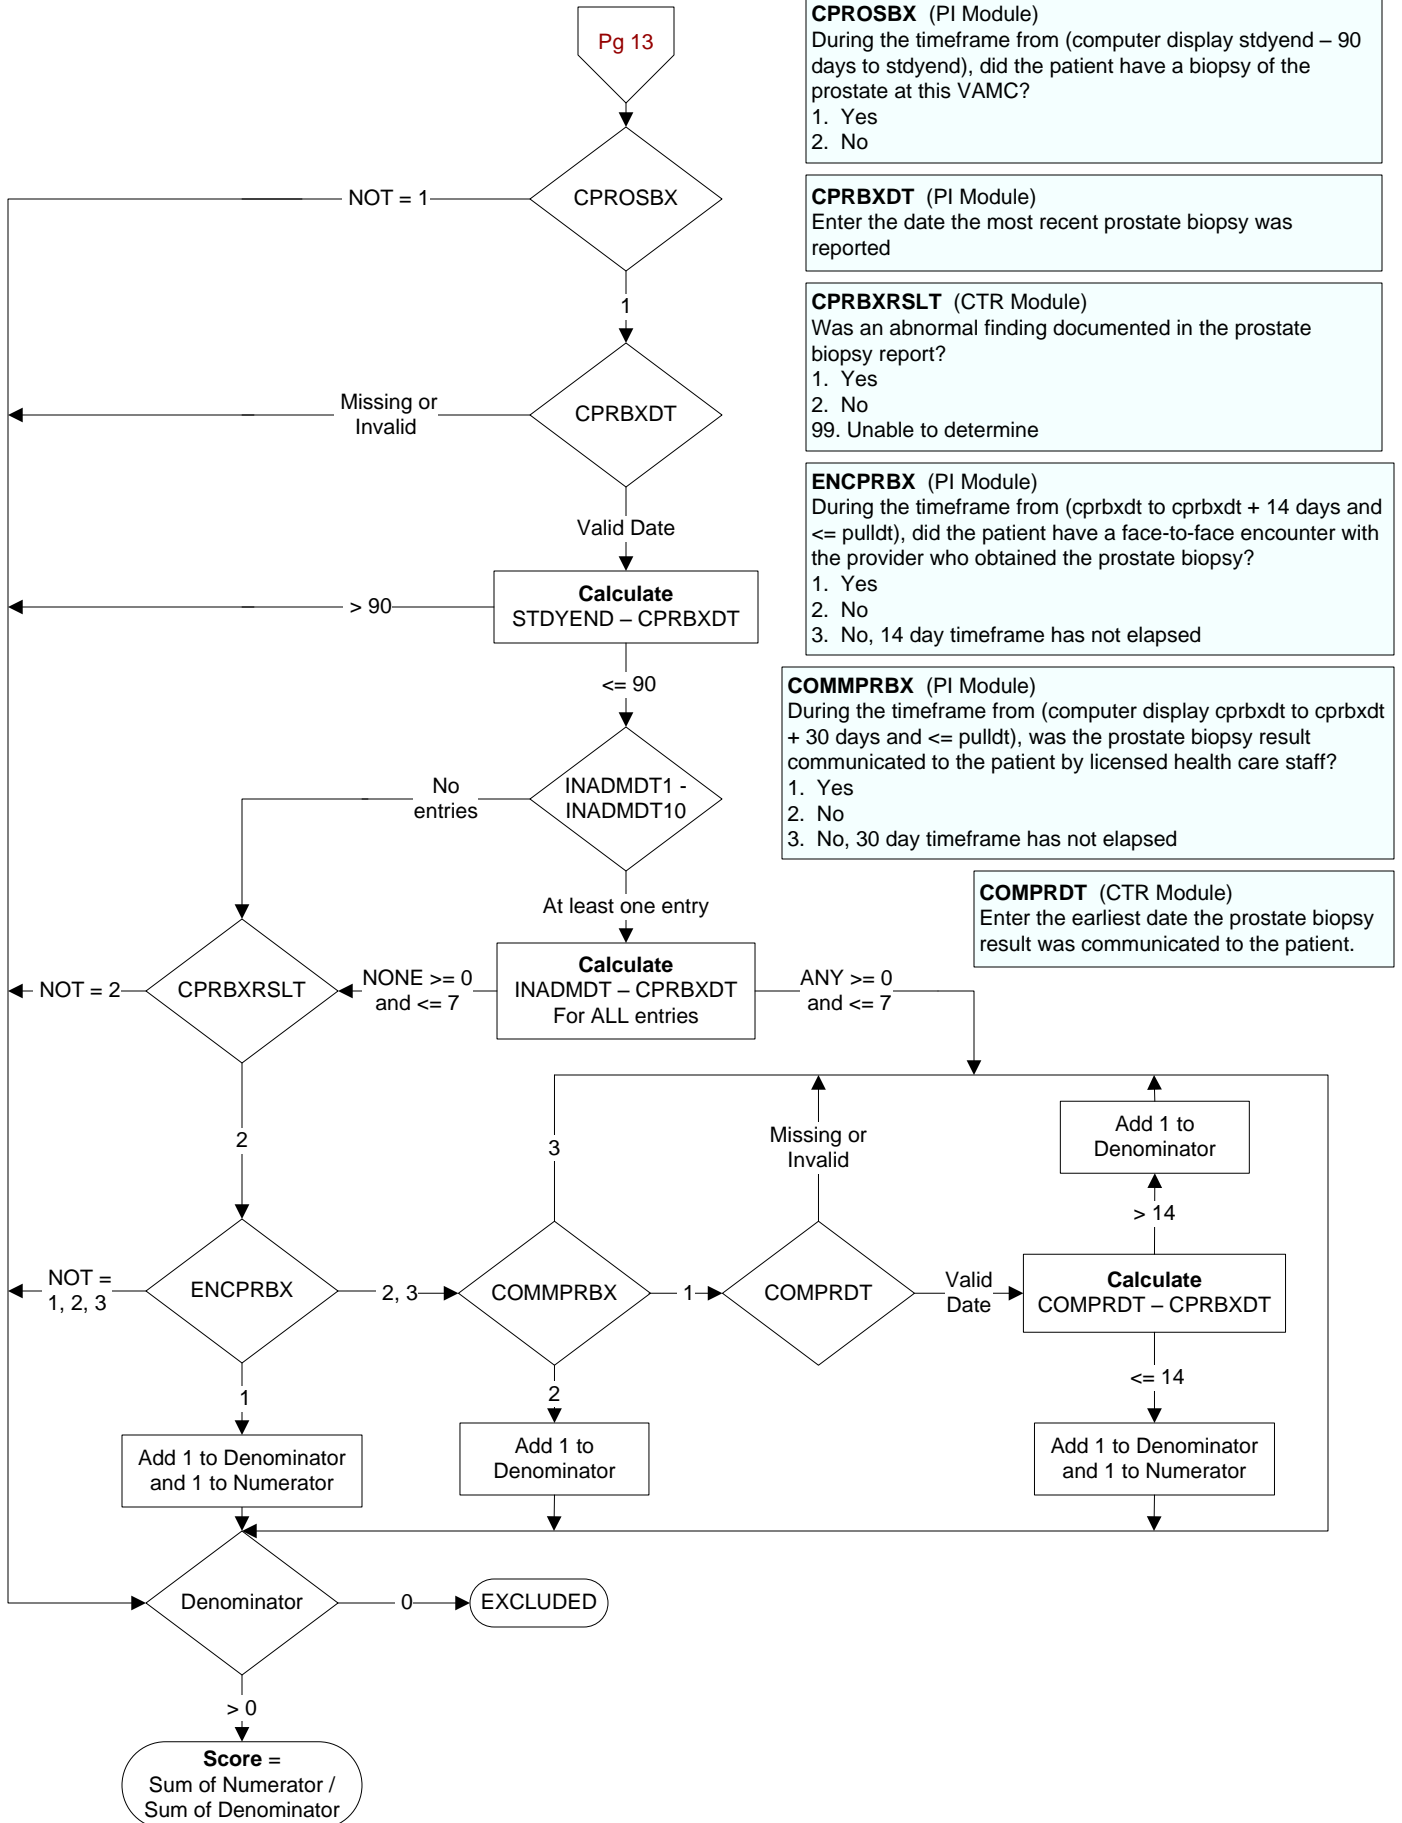 Pg 13
CPROSBX (PI Module)
During the timeframe from (computer display stdyend – 90
days to stdyend), did the patient have a biopsy of the
prostate at this VAMC?
1. Yes
2. No
CPROSBX
NOT = 1
1
CPRBXDT (PI Module)
Enter the date the most recent prostate biopsy was
reported
CPRBXRSLT (CTR Module)
Was an abnormal finding documented in the prostate
biopsy report?
1. Yes
2. No
99. Unable to determine
CPRBXDT
Missing or
Invalid
Valid Date
ENCPRBX (PI Module)
During the timeframe from (cprbxdt to cprbxdt + 14 days and
<= pulldt), did the patient have a face-to-face encounter with
the provider who obtained the prostate biopsy?
1. Yes
2. No
3. No, 14 day timeframe has not elapsed
Calculate
STDYEND – CPRBXDT
> 90
<= 90
COMMPRBX (PI Module)
During the timeframe from (computer display cprbxdt to cprbxdt
+ 30 days and <= pulldt), was the prostate biopsy result
communicated to the patient by licensed health care staff?
1. Yes
2. No
3. No, 30 day timeframe has not elapsed
INADMDT1 -
INADMDT10
No
entries
At least one entry
COMPRDT (CTR Module)
Enter the earliest date the prostate biopsy
result was communicated to the patient.
Calculate
INADMDT – CPRBXDT
For ALL entries
NONE >= 0
and <= 7
ANY >= 0
and <= 7
CPRBXRSLT
NOT = 2
2
3
Missing or
Invalid
Add 1 to
Denominator
> 14
NOT =
1, 2, 3
ENCPRBX
2, 3
COMMPRBX
1
COMPRDT
Valid
Date
Calculate
COMPRDT – CPRBXDT
1
2
<= 14
Add 1 to Denominator
and 1 to Numerator
Add 1 to
Denominator
Add 1 to Denominator
and 1 to Numerator
Denominator
0
EXCLUDED
> 0
Score =
Sum of Numerator /
Sum of Denominator